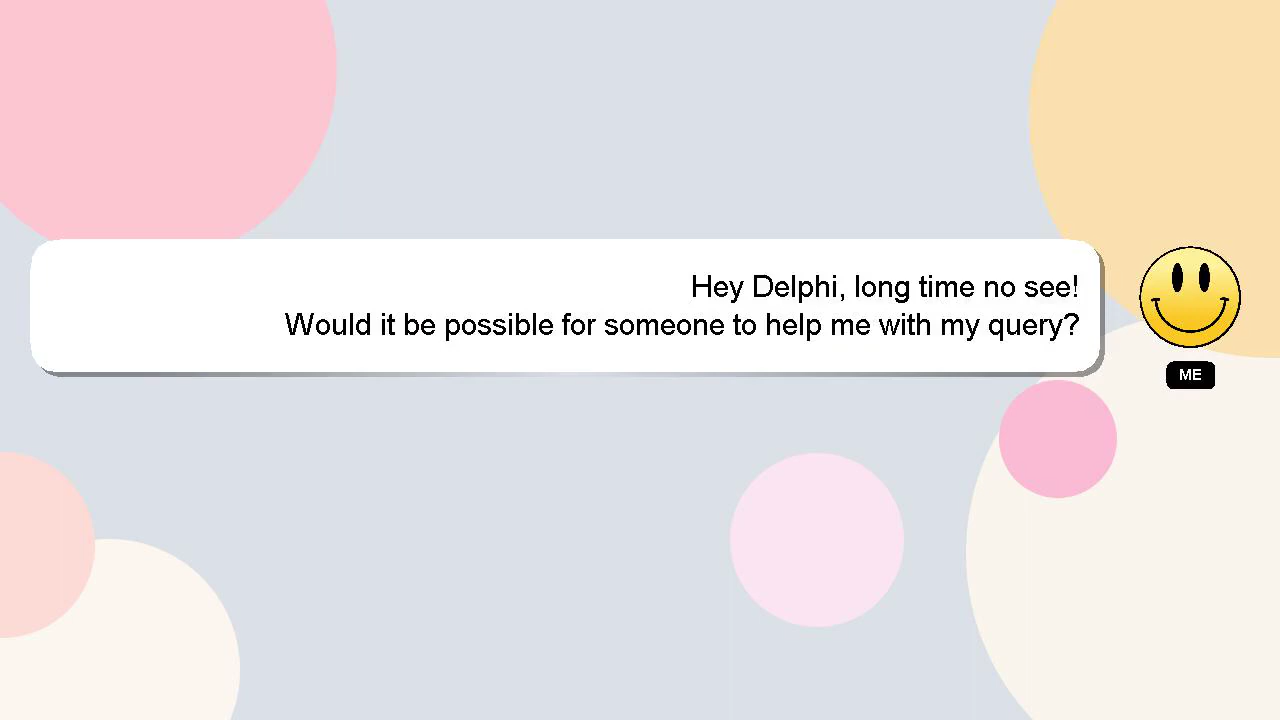 Hey Delphi, long time no see!
Would it be possible for someone to help me with my query?
ME